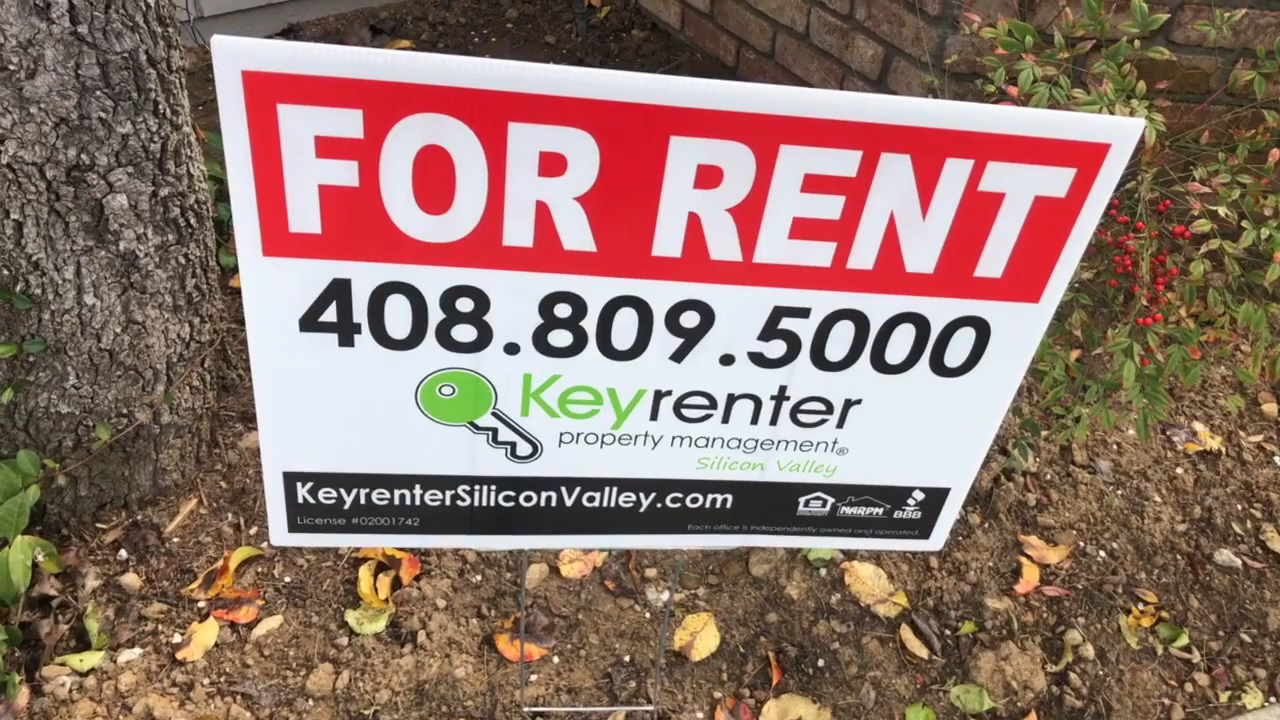 FOR RENT
408.809.5000
Keyrenter
property management®
Silicon Valley
KeyrenterSiliconValley.com
NARPM
BBB
License #02001742
Each office is independently owned and operated.